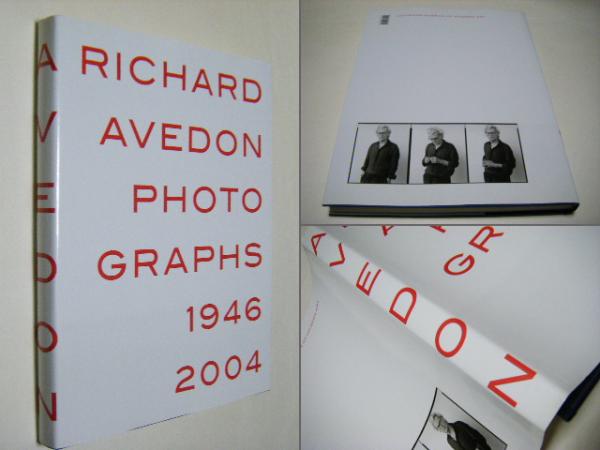 AVEDON
RICHARD
AVEDON
PHOTO
GRAPHS
1946
2004
AVEDON
GR